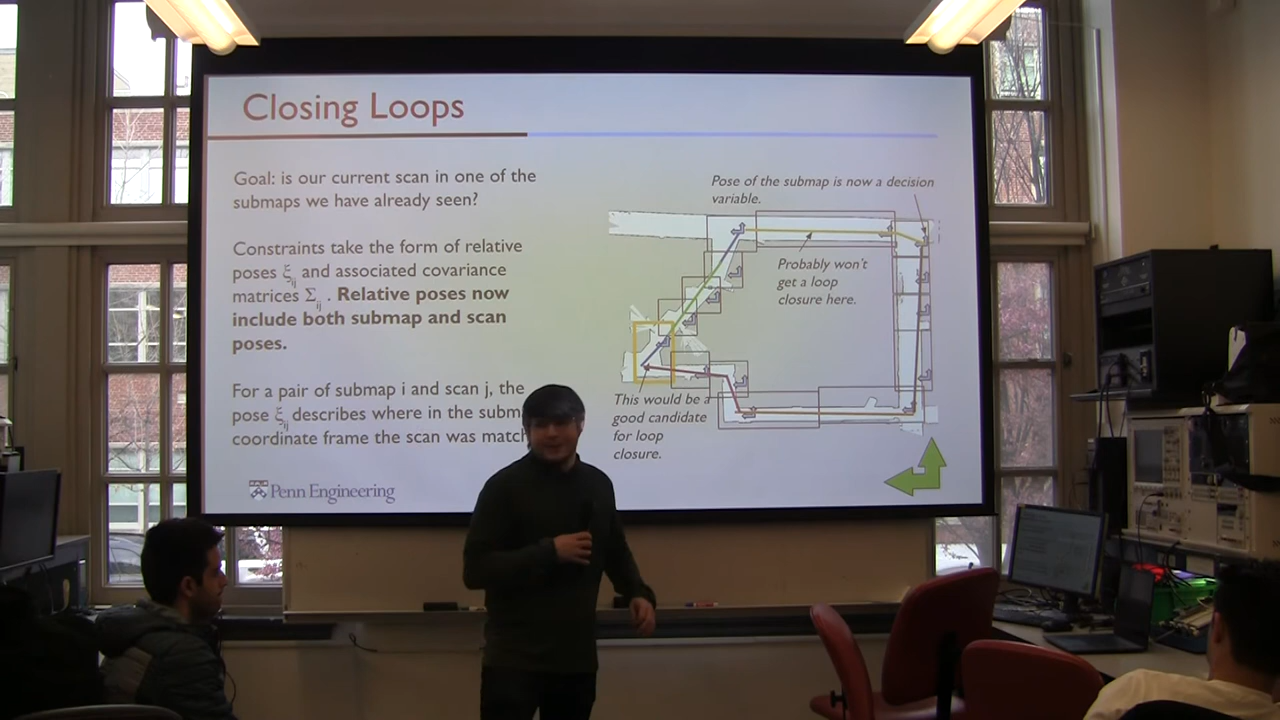 Closing Loops
Goal: is our current scan in one of the
submaps we have already seen?
Constraints take the form of relative
poses ξij and associated covariance
matrices Σij . Relative poses now
include both submap and scan
poses.
For a pair of submap i and scan j, the
pose ξij describes where in the subm
coordinate frame the scan was match
Penn Engineering
Pose of the submap is now a decision
variable.
Probably won't
get a loop
closure here.
This would be a
good candidate
for loop
closure.